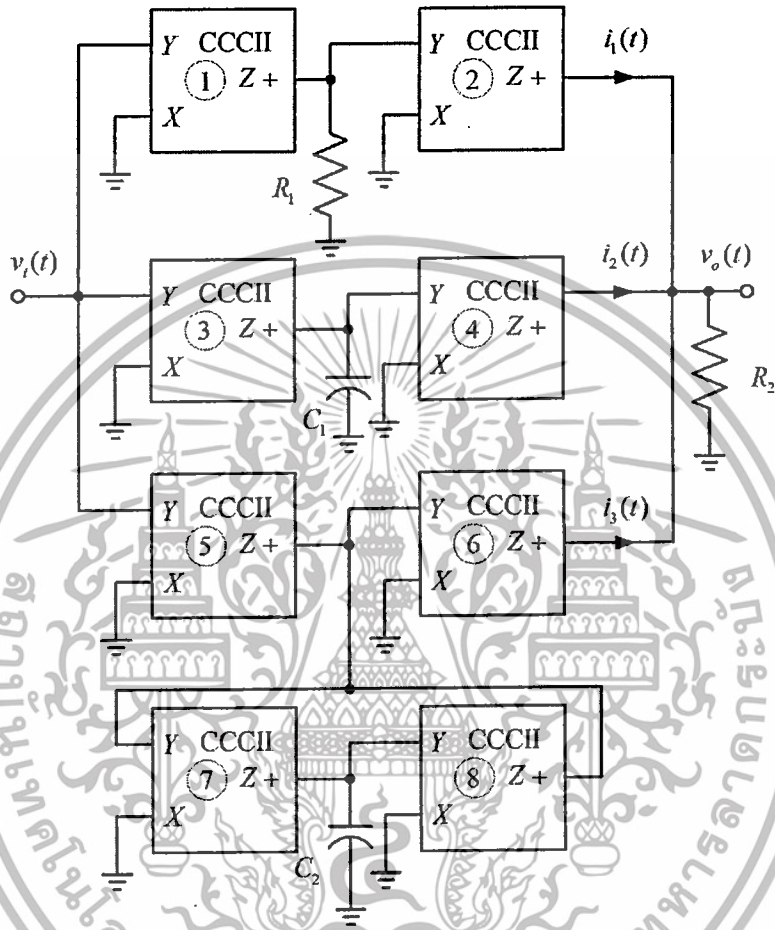 Y CCCII
1 Z +
X
Y CCCII
2 Z +
X
i₁(t)
R₁
vᵢ(t)
Y CCCII
3 Z +
X
C₁
Y CCCII
4 Z +
X
i₂(t)
vₒ(t)
R₂
Y CCCII
5 Z +
X
Y CCCII
6 Z +
X
i₃(t)
Y CCCII
7 Z +
X
C₂
Y CCCII
8 Z +
X